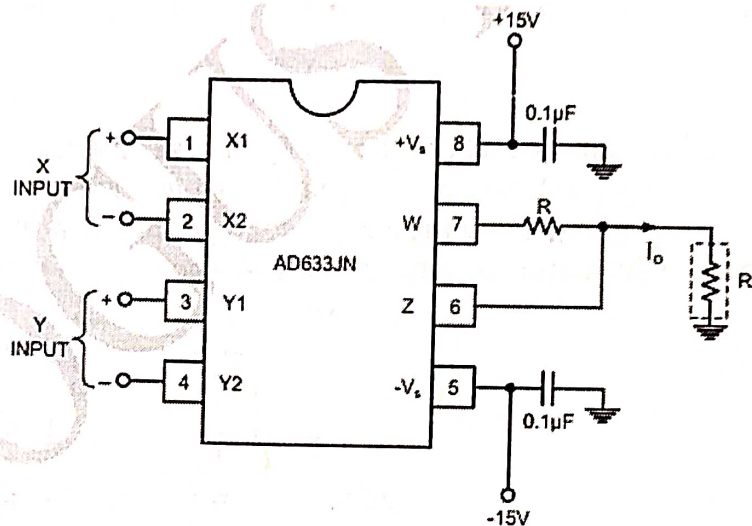 +15V
0.1µF
+ 1 X1 +Vs 8
X
INPUT
R
− 2 X2 W 7
Io
AD633JN
R
+ 3 Y1 Z 6
Y
INPUT
− 4 Y2 -Vs 5
0.1µF
-15V